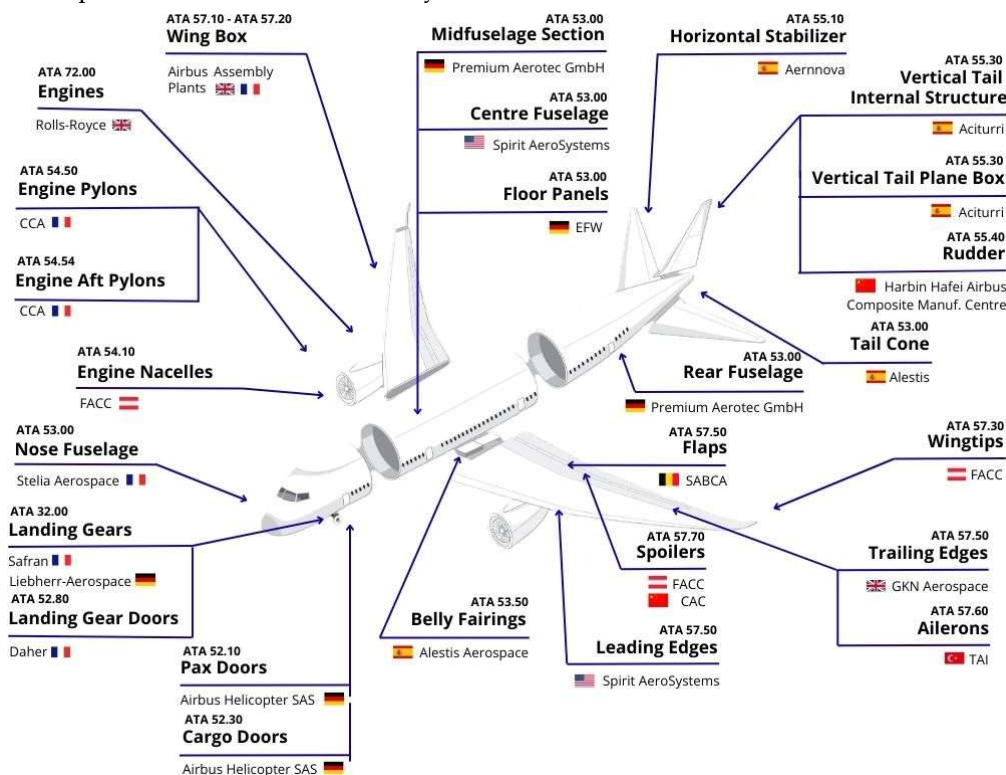 ATA 57.10 - ATA 57.20
Wing Box
Airbus Assembly
Plants
ATA 53.00
Midfuselage Section
Premium Aerotec GmbH
ATA 53.00
Centre Fuselage
Spirit AeroSystems
ATA 53.00
Floor Panels
EFW
ATA 55.10
Horizontal Stabilizer
Aernnova
ATA 55.30
Vertical Tail
Internal Structure
Aciturri
ATA 55.30
Vertical Tail Plane Box
Aciturri
ATA 55.40
Rudder
Harbin Hafei Airbus
Composite Manuf. Centre
ATA 72.00
Engines
Rolls-Royce
ATA 54.50
Engine Pylons
CCA
ATA 54.54
Engine Aft Pylons
CCA
ATA 54.10
Engine Nacelles
FACC
ATA 53.00
Tail Cone
Alestis
ATA 53.00
Rear Fuselage
Premium Aerotec GmbH
ATA 53.00
Nose Fuselage
Stelia Aerospace
ATA 57.50
Flaps
SABCA
ATA 57.30
Wingtips
FACC
ATA 32.00
Landing Gears
Safran
Liebherr-Aerospace
ATA 52.80
Landing Gear Doors
Daher
ATA 57.70
Spoilers
FACC
CAC
ATA 57.50
Trailing Edges
GKN Aerospace
ATA 57.60
Ailerons
TAI
ATA 53.50
Belly Fairings
Alestis Aerospace
ATA 57.50
Leading Edges
Spirit AeroSystems
ATA 52.10
Pax Doors
Airbus Helicopter SAS
ATA 52.30
Cargo Doors
Airbus Helicopter SAS